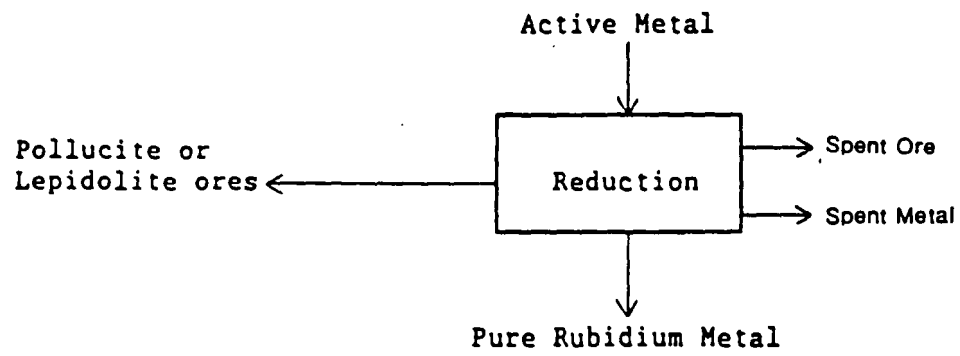 Active Metal
Pollucite or
Lepidolite ores
Reduction
Spent Ore
Spent Metal
Pure Rubidium Metal